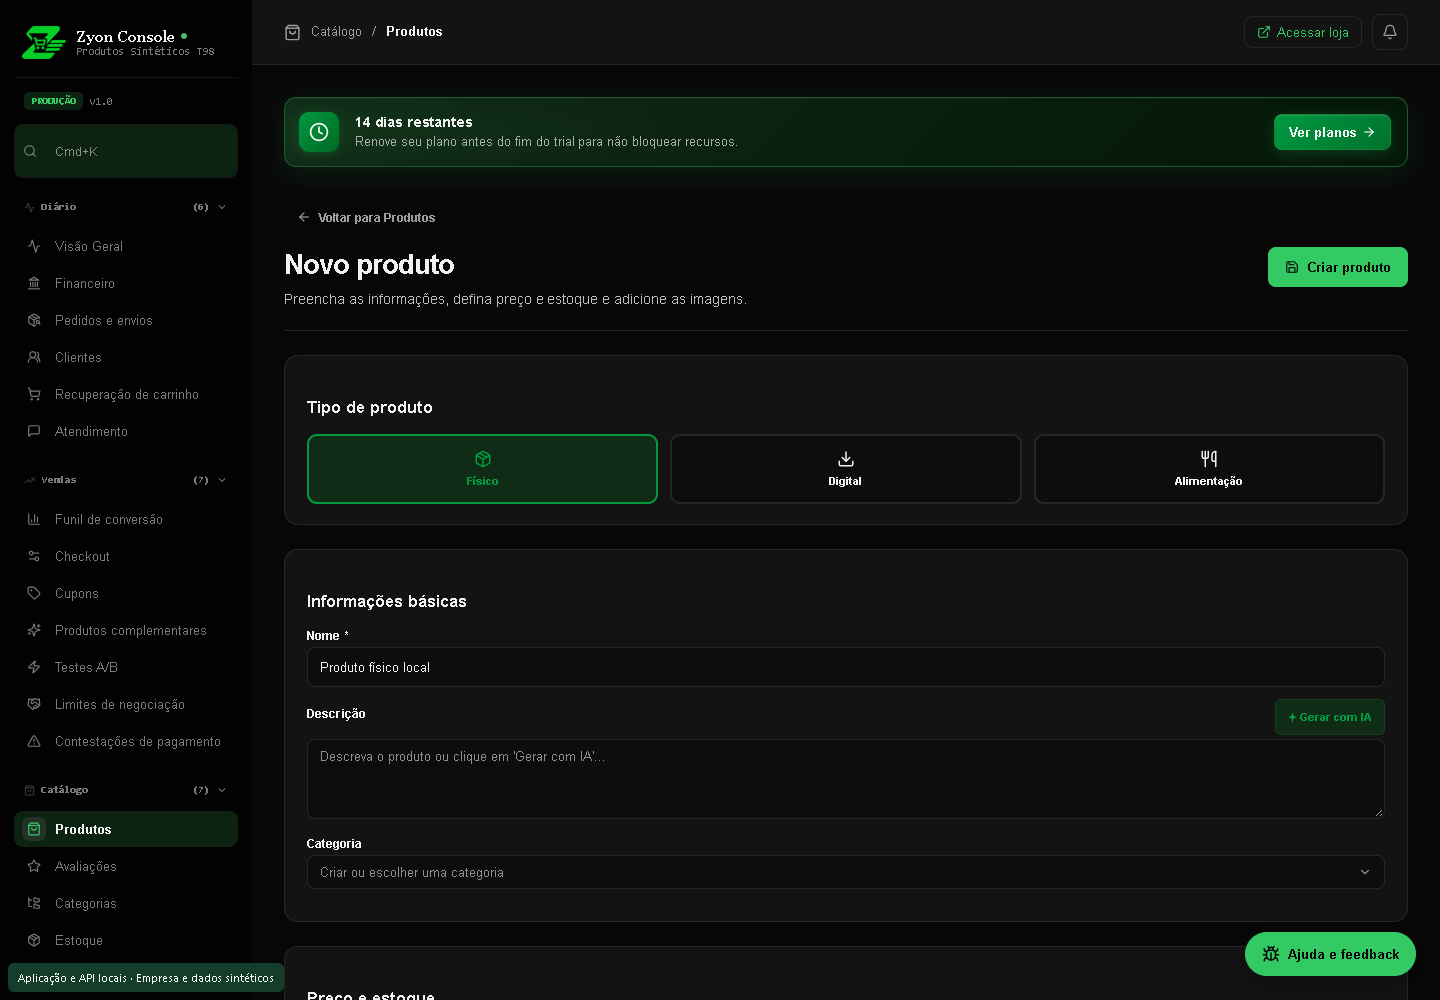 Zyon Console
Produtos Sintéticos T98
PRODUÇÃO v1.0
Cmd+K
Diário (6)
Visão Geral
Financeiro
Pedidos e envios
Clientes
Recuperação de carrinho
Atendimento
Vendas (7)
Funil de conversão
Checkout
Cupons
Produtos complementares
Testes A/B
Limites de negociação
Contestações de pagamento
Catálogo (7)
Produtos
Avaliações
Categorias
Estoque
Aplicação e API locais · Empresa e dados sintéticos
Catálogo / Produtos
Acessar loja
14 dias restantes
Renove seu plano antes do fim do trial para não bloquear recursos.
Ver planos
Voltar para Produtos
Novo produto
Criar produto
Preencha as informações, defina preço e estoque e adicione as imagens.
Tipo de produto
Físico
Digital
Alimentação
Informações básicas
Nome *
Produto físico local
Descrição
Gerar com IA
Descreva o produto ou clique em 'Gerar com IA'...
Categoria
Criar ou escolher uma categoria
Preço e estoque
Ajuda e feedback